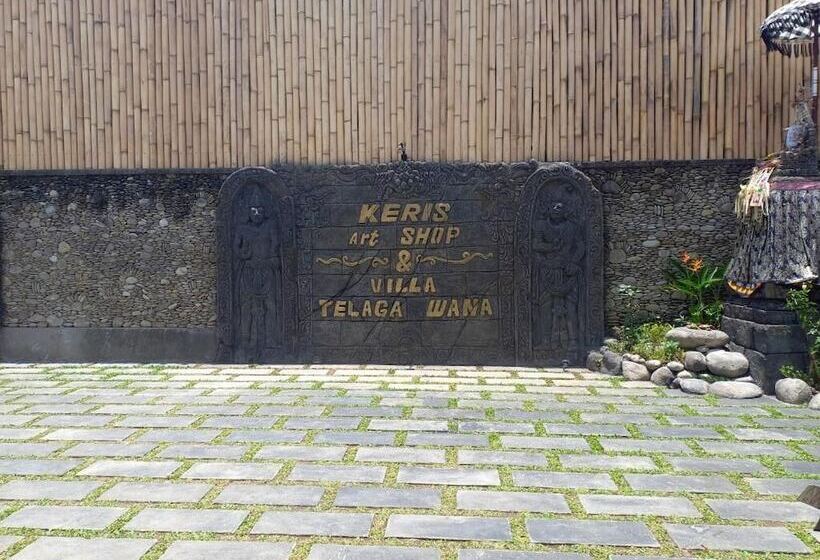 KERIS
Art SHOP
&
VILLA
TELAGA WANA